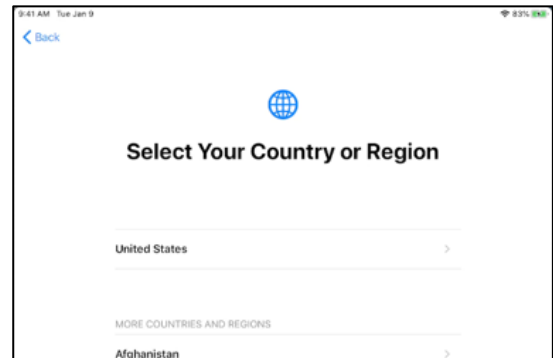 9:41 AM Tue Jan 9 83%
Back
Select Your Country or Region
United States
MORE COUNTRIES AND REGIONS
Afghanistan